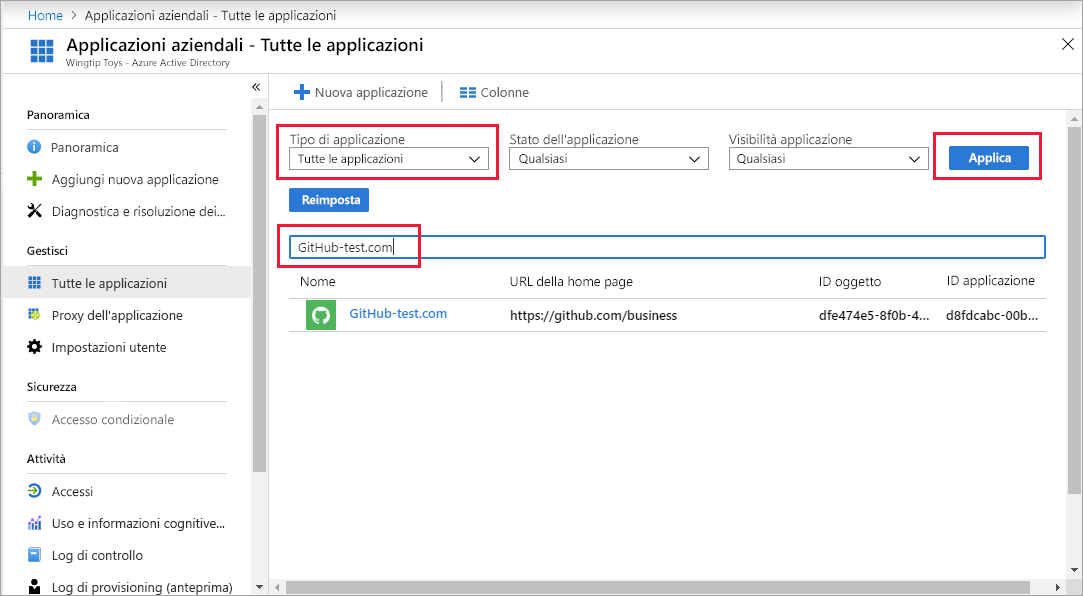 Home > Applicazioni aziendali - Tutte le applicazioni
Applicazioni aziendali - Tutte le applicazioni
Wingtip Toys - Azure Active Directory
Panoramica
Panoramica
Aggiungi nuova applicazione
Diagnostica e risoluzione dei...
Gestisci
Tutte le applicazioni
Proxy dell'applicazione
Impostazioni utente
Sicurezza
Accesso condizionale
Attività
Accessi
Uso e informazioni cognitive...
Log di controllo
Log di provisioning (anteprima)
Nuova applicazione
Colonne
Tipo di applicazione
Tutte le applicazioni
Stato dell'applicazione
Qualsiasi
Visibilità applicazione
Qualsiasi
Applica
Reimposta
GitHub-test.com
Nome URL della home page ID oggetto ID applicazione
GitHub-test.com https://github.com/business dfe474e5-8f0b-4... d8fdcabc-00b...